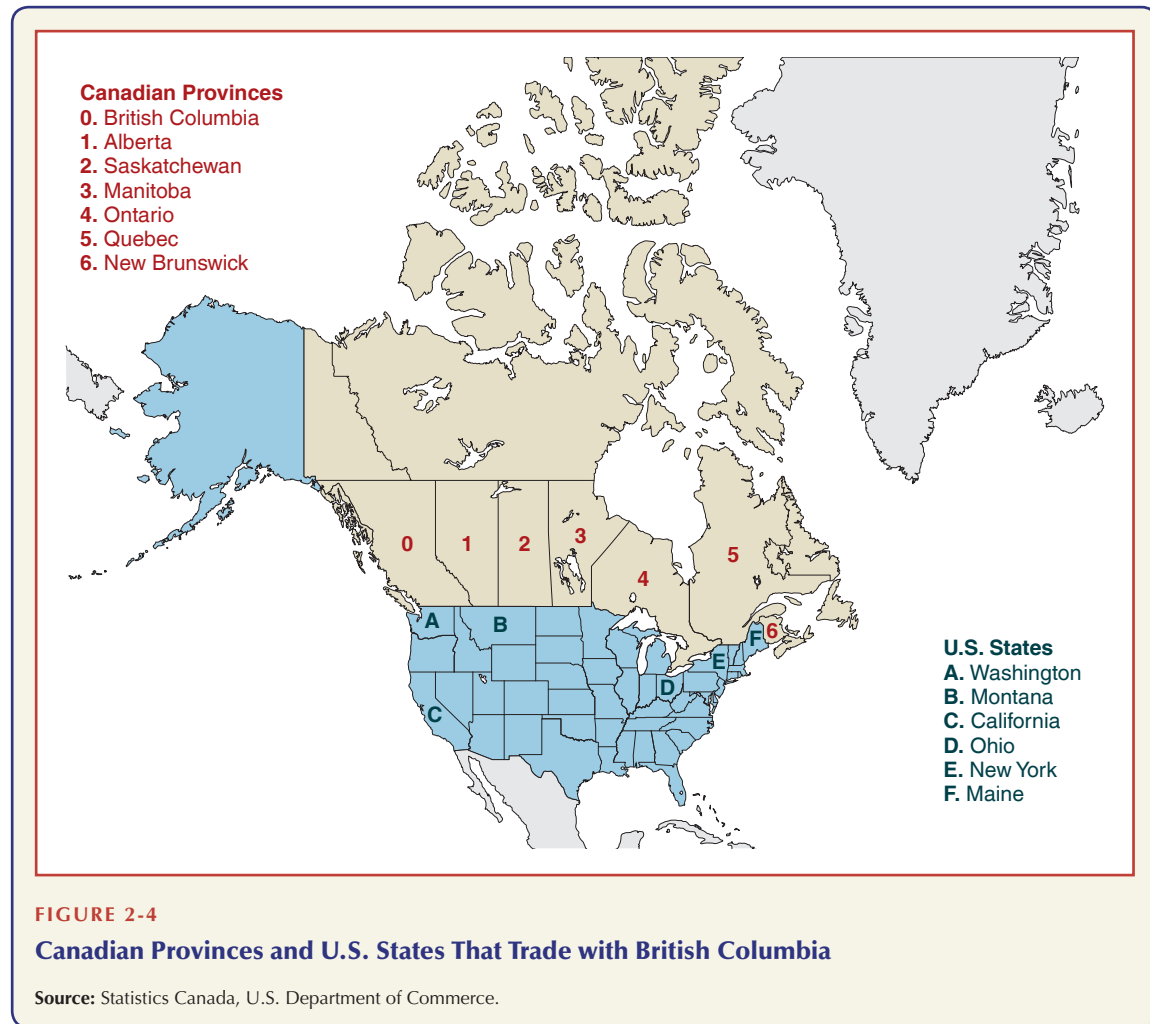 Canadian Provinces
0. British Columbia
1. Alberta
2. Saskatchewan
3. Manitoba
4. Ontario
5. Quebec
6. New Brunswick
0
1
2
3
4
5
6
A
B
C
D
E
F
U.S. States
A. Washington
B. Montana
C. California
D. Ohio
E. New York
F. Maine
FIGURE 2-4
Canadian Provinces and U.S. States That Trade with British Columbia
Source: Statistics Canada, U.S. Department of Commerce.